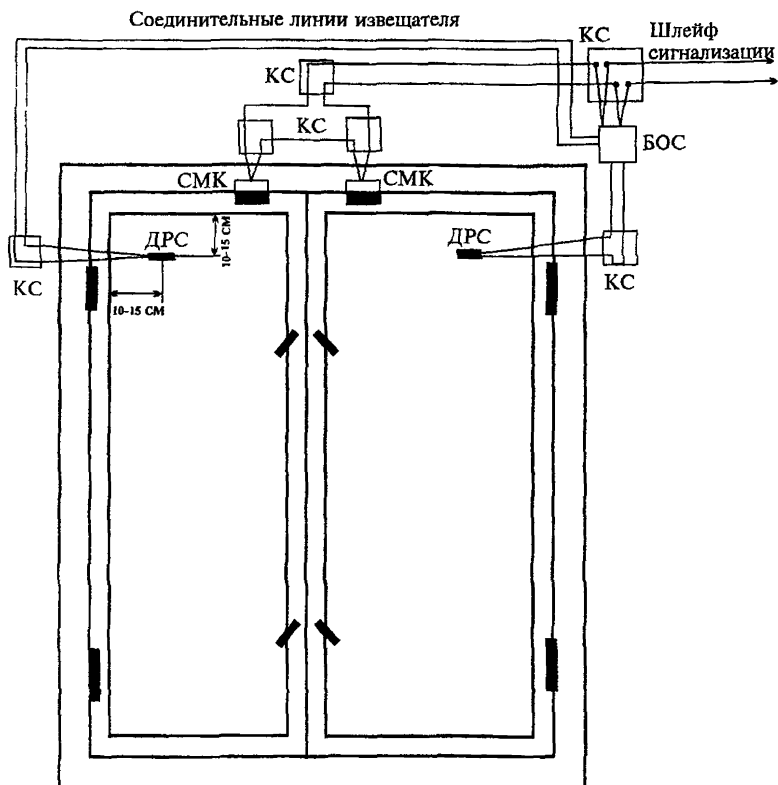 Соединительные линии извещателя
КС
Шлейф
сигнализации
КС
КС
БОС
СМК
СМК
ДРС
10-15 СМ
ДРС
КС
КС
10-15 СМ